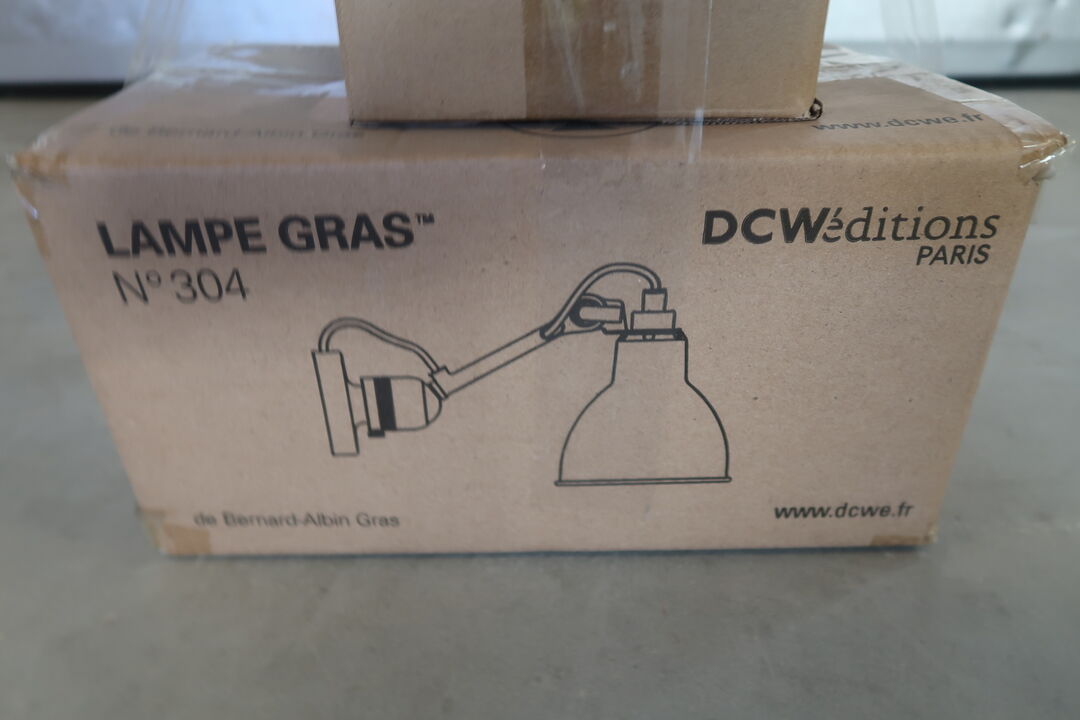 de Bernard-Albin Gras
www.dcwe.fr
LAMPE GRAS™
N° 304
DCWéditions
PARIS
de Bernard-Albin Gras
www.dcwe.fr